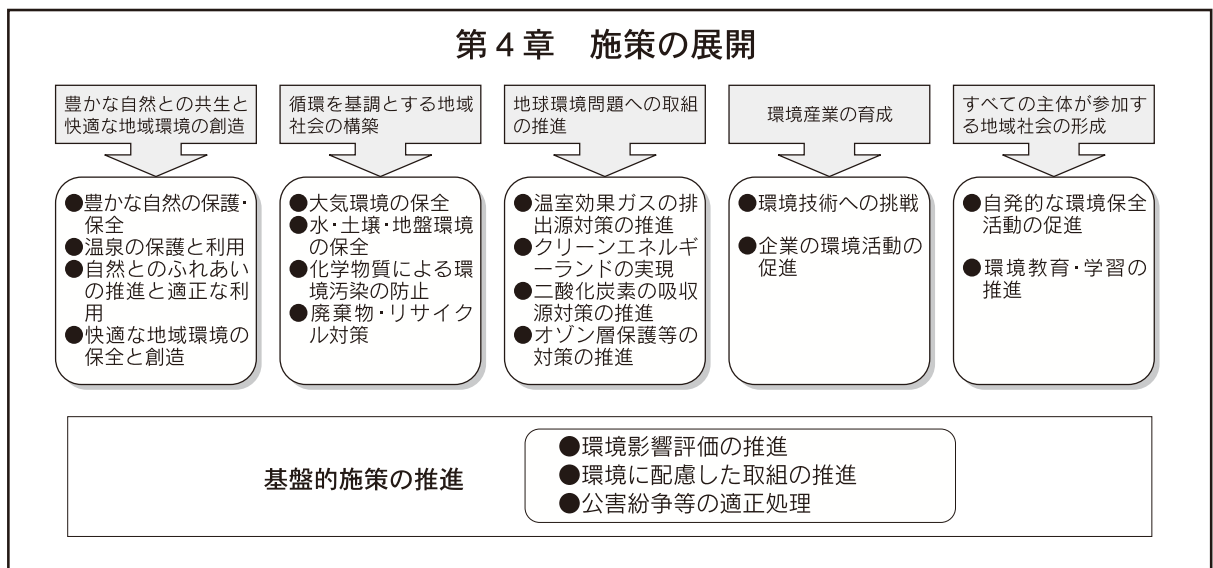 第４章　施策の展開
豊かな自然との共生と
快適な地域環境の創造
循環を基調とする地域
社会の構築
地球環境問題への取組
の推進
環境産業の育成
すべての主体が参加す
る地域社会の形成
●豊かな自然の保護・
保全
●温泉の保護と利用
●自然とのふれあい
の推進と適正な利
用
●快適な地域環境の
保全と創造
●大気環境の保全
●水・土壌・地盤環境
の保全
●化学物質による環
境汚染の防止
●廃棄物・リサイク
ル対策
●温室効果ガスの排
出源対策の推進
●クリーンエネルギ
ーランドの実現
●二酸化炭素の吸収
源対策の推進
●オゾン層保護等の
対策の推進
●環境技術への挑戦
●企業の環境活動の
促進
●自発的な環境保全
活動の促進
●環境教育・学習の
推進
基盤的施策の推進
●環境影響評価の推進
●環境に配慮した取組の推進
●公害紛争等の適正処理